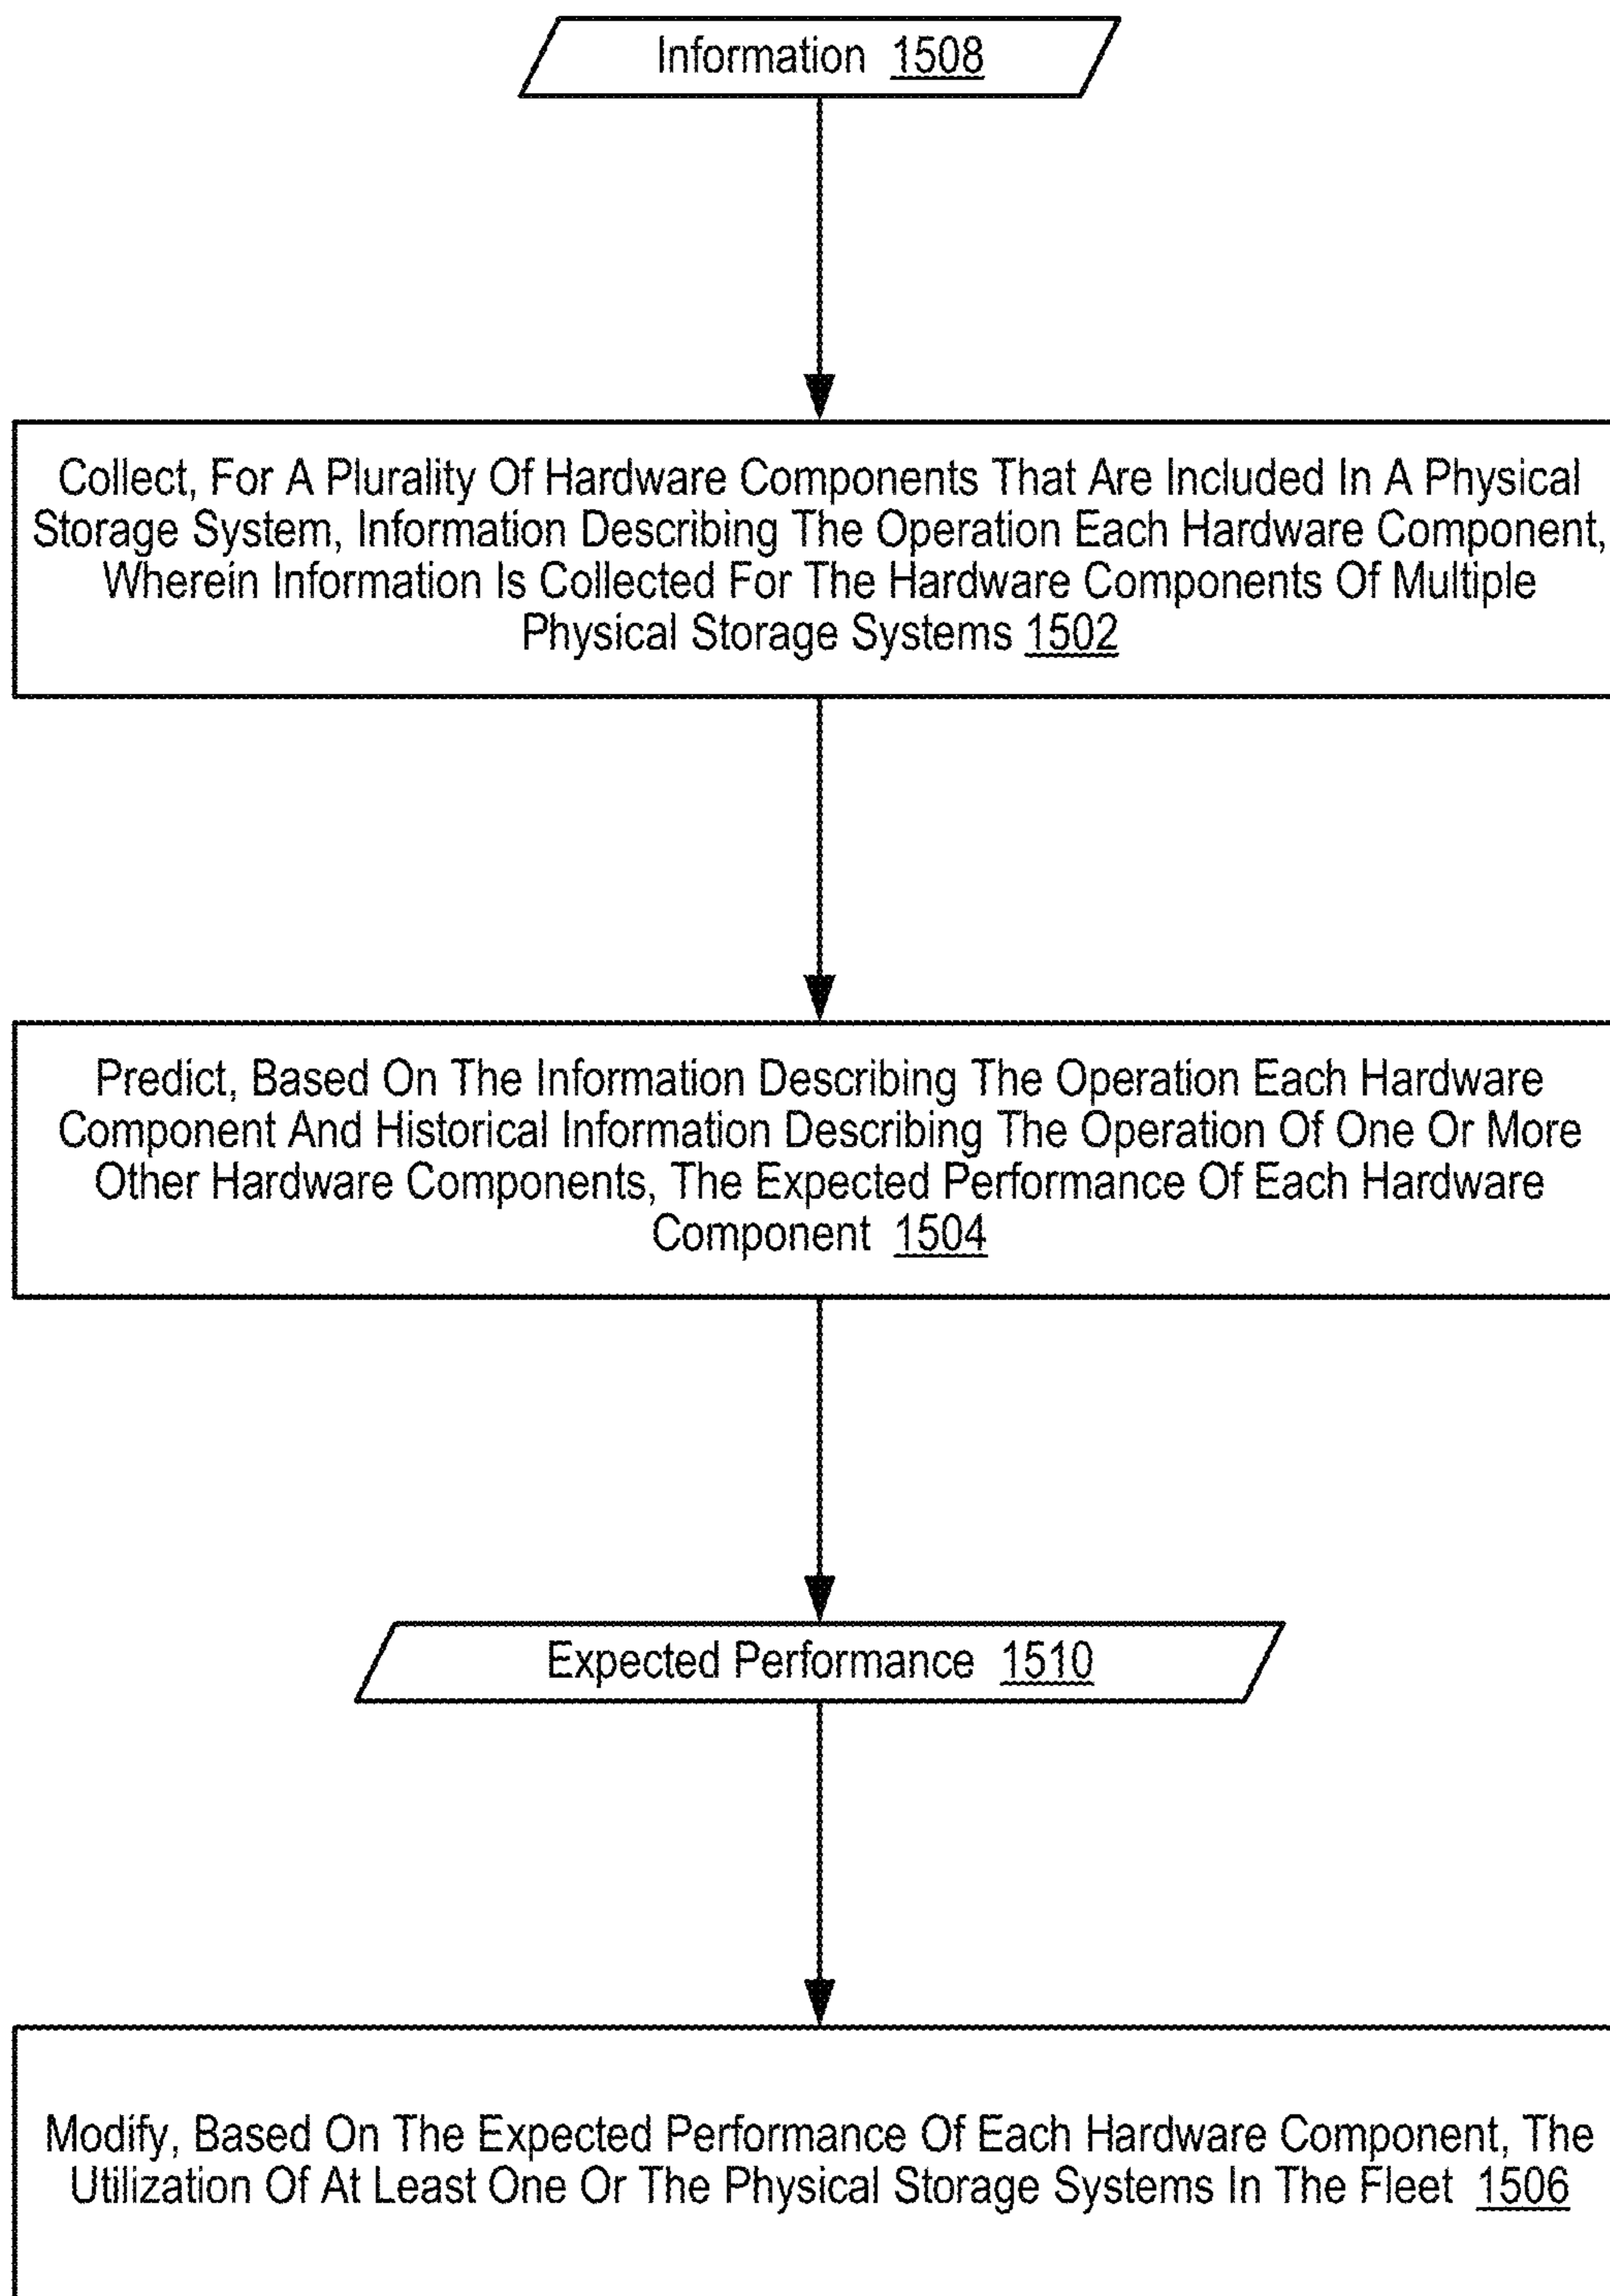 Information 1508
Collect, For A Plurality Of Hardware Components That Are Included In A Physical
Storage System, Information Describing The Operation Each Hardware Component,
Wherein Information Is Collected For The Hardware Components Of Multiple
Physical Storage Systems 1502
Predict, Based On The Information Describing The Operation Each Hardware
Component And Historical Information Describing The Operation Of One Or More
Other Hardware Components, The Expected Performance Of Each Hardware
Component 1504
Expected Performance 1510
Modify, Based On The Expected Performance Of Each Hardware Component, The
Utilization Of At Least One Or The Physical Storage Systems In The Fleet 1506